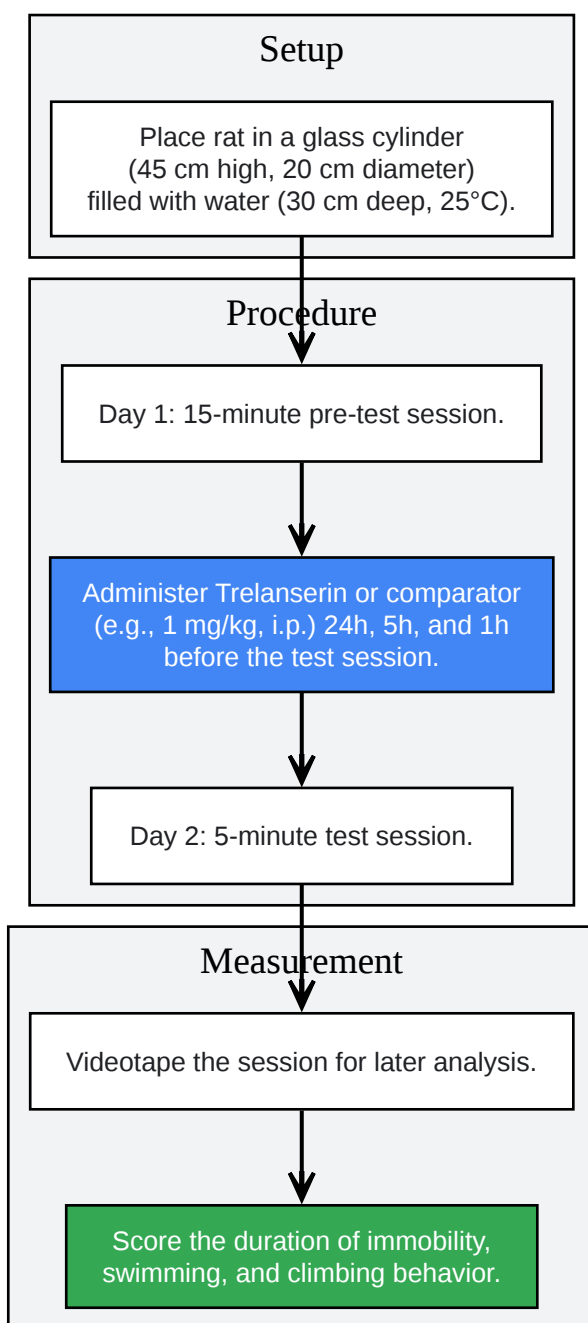 Setup
Place rat in a glass cylinder
(45 cm high, 20 cm diameter)
filled with water (30 cm deep, 25°C).
Procedure
Day 1: 15-minute pre-test session.
Administer Trelanserin or comparator
(e.g., 1 mg/kg, i.p.) 24h, 5h, and 1h
before the test session.
Day 2: 5-minute test session.
Measurement
Videotape the session for later analysis.
Score the duration of immobility,
swimming, and climbing behavior.